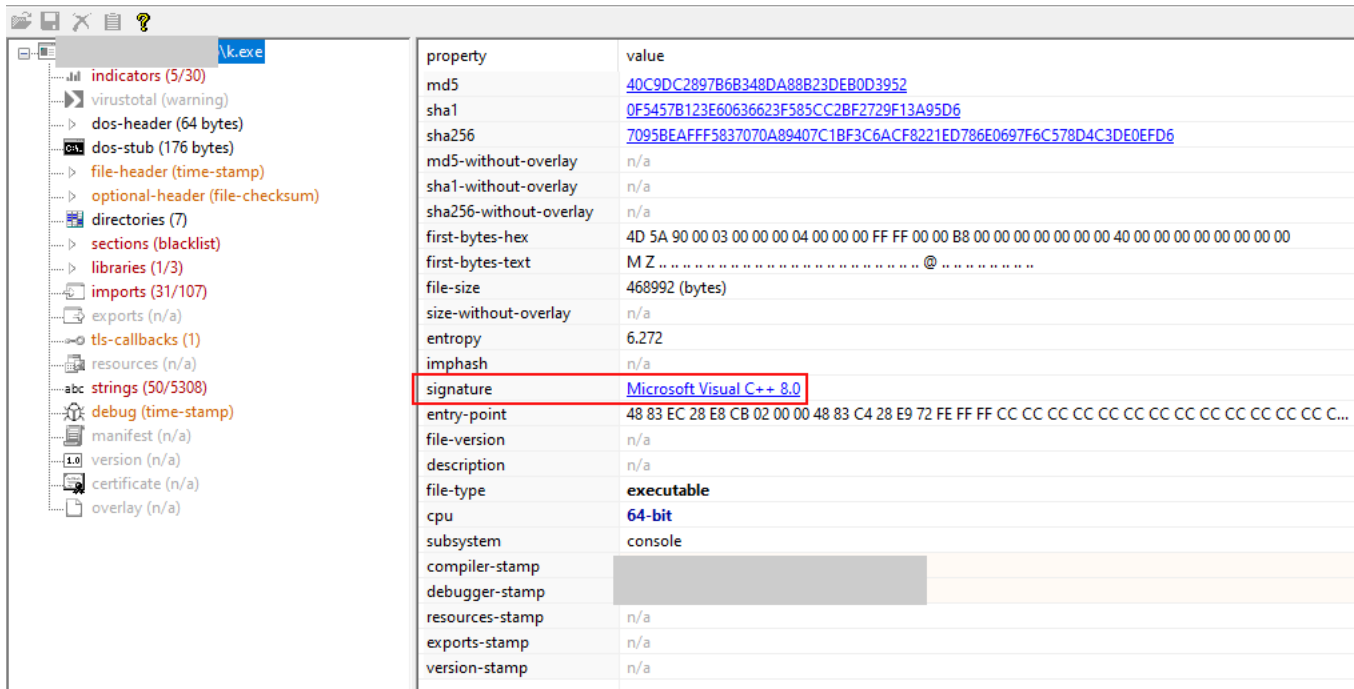 \k.exe
indicators (5/30)
virustotal (warning)
dos-header (64 bytes)
dos-stub (176 bytes)
file-header (time-stamp)
optional-header (file-checksum)
directories (7)
sections (blacklist)
libraries (1/3)
imports (31/107)
exports (n/a)
tls-callbacks (1)
resources (n/a)
abc strings (50/5308)
debug (time-stamp)
manifest (n/a)
1.0 version (n/a)
certificate (n/a)
overlay (n/a)
property value
md5 40C9DC2897B6B348DA88B23DEB0D3952
sha1 0F5457B123E60636623F585CC2BF2729F13A95D6
sha256 7095BEAFFF5837070A89407C1BF3C6ACF8221ED786E0697F6C578D4C3DE0EFD6
md5-without-overlay n/a
sha1-without-overlay n/a
sha256-without-overlay n/a
first-bytes-hex 4D 5A 90 00 03 00 00 00 04 00 00 00 FF FF 00 00 B8 00 00 00 00 00 00 00 40 00 00 00 00 00 00 00
first-bytes-text M Z .. .. .. .. .. .. .. .. .. .. .. .. .. .. .. .. .. .. .. .. .. .. @ .. .. .. .. .. .. ..
file-size 468992 (bytes)
size-without-overlay n/a
entropy 6.272
imphash n/a
signature Microsoft Visual C++ 8.0
entry-point 48 83 EC 28 E8 CB 02 00 00 48 83 C4 28 E9 72 FE FF FF CC CC CC CC CC CC CC CC CC CC CC CC CC C...
file-version n/a
description n/a
file-type executable
cpu 64-bit
subsystem console
compiler-stamp
debugger-stamp
resources-stamp n/a
exports-stamp n/a
version-stamp n/a